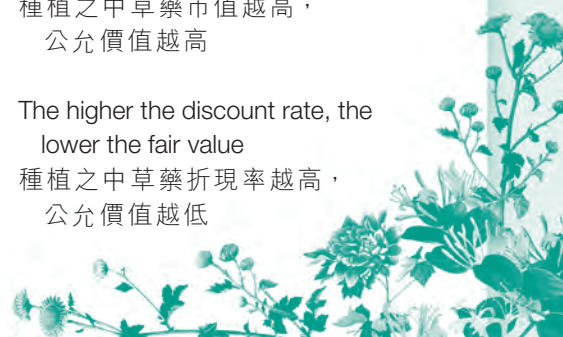 種植之中草藥市值越高，
公允價值越高
The higher the discount rate, the
lower the fair value
種植之中草藥折現率越高，
公允價值越低